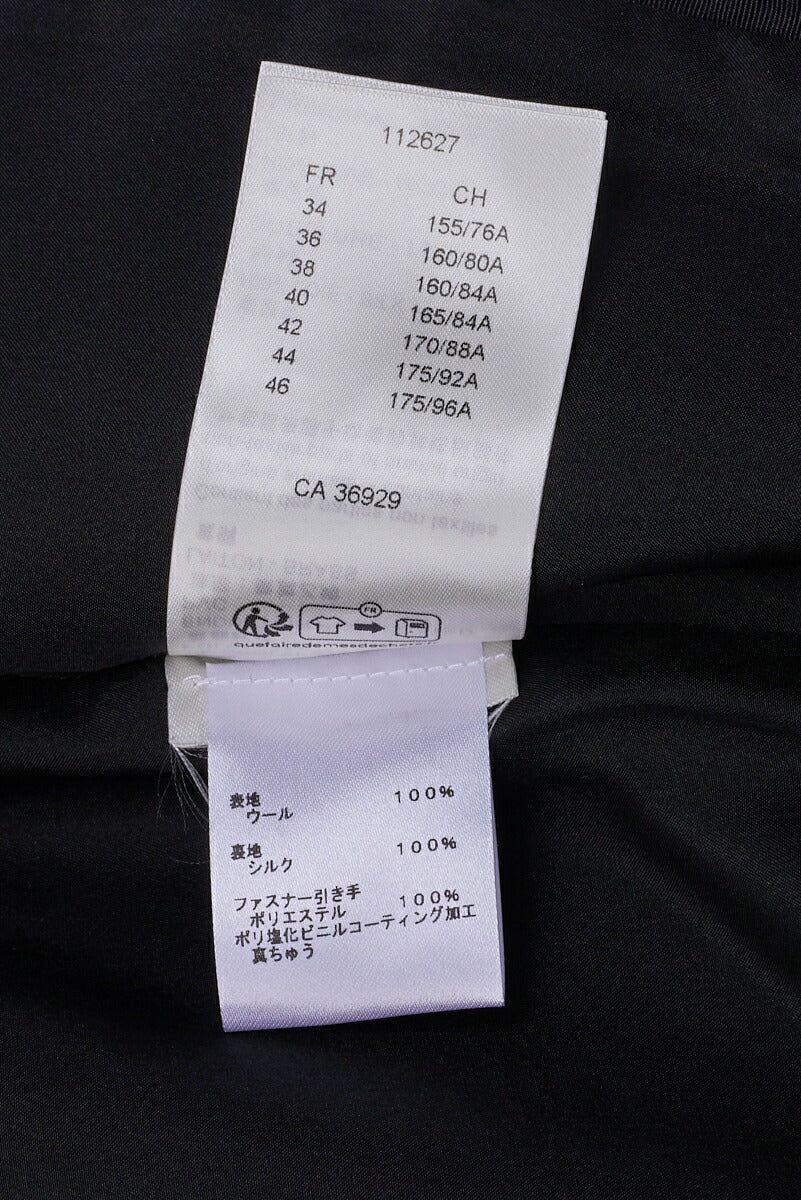 112627
FR CH
34 155/76A
36 160/80A
38 160/84A
40 165/84A
42 170/88A
44 175/92A
46 175/96A
CA 36929
FR
quefairedemesdechets
表地 100%
ウール
裏地 100%
シルク
ファスナー引き手
ポリエステル 100%
ポリ塩化ビニルコーティング加工
真ちゅう